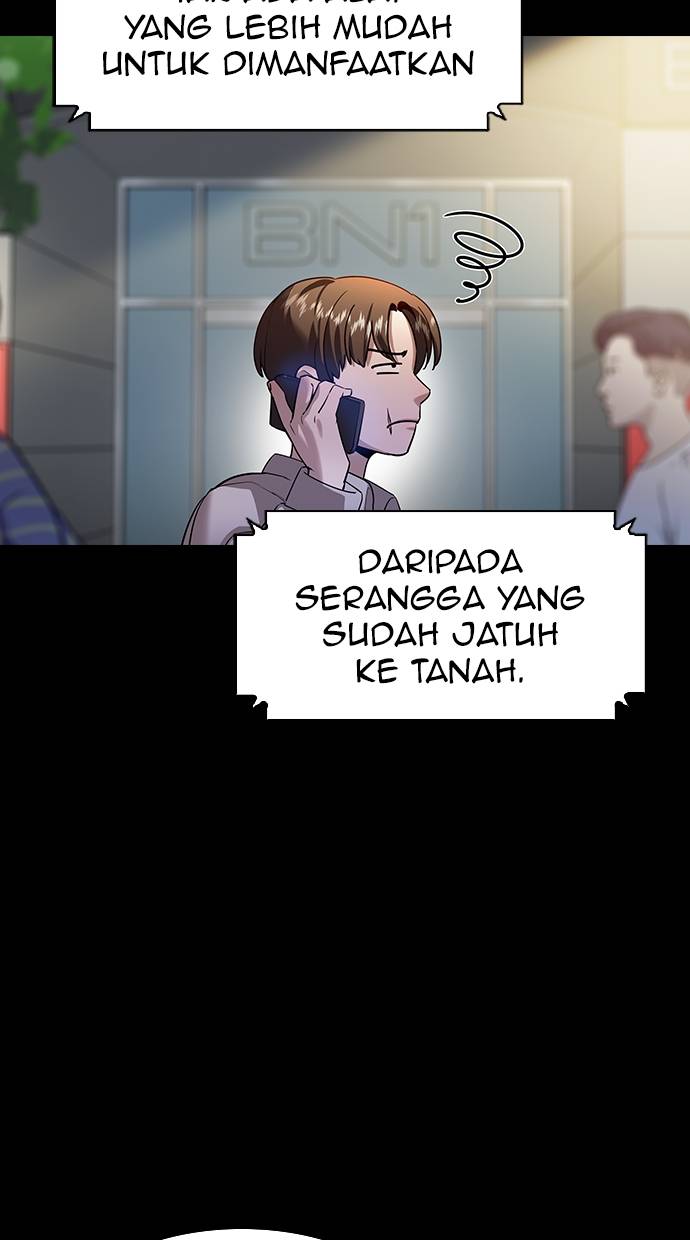 YANG LEBIH MUDAH
UNTUK DIMANFAATKAN
BN1
DARIPADA
SERANGGA YANG
SUDAH JATUH
KE TANAH.